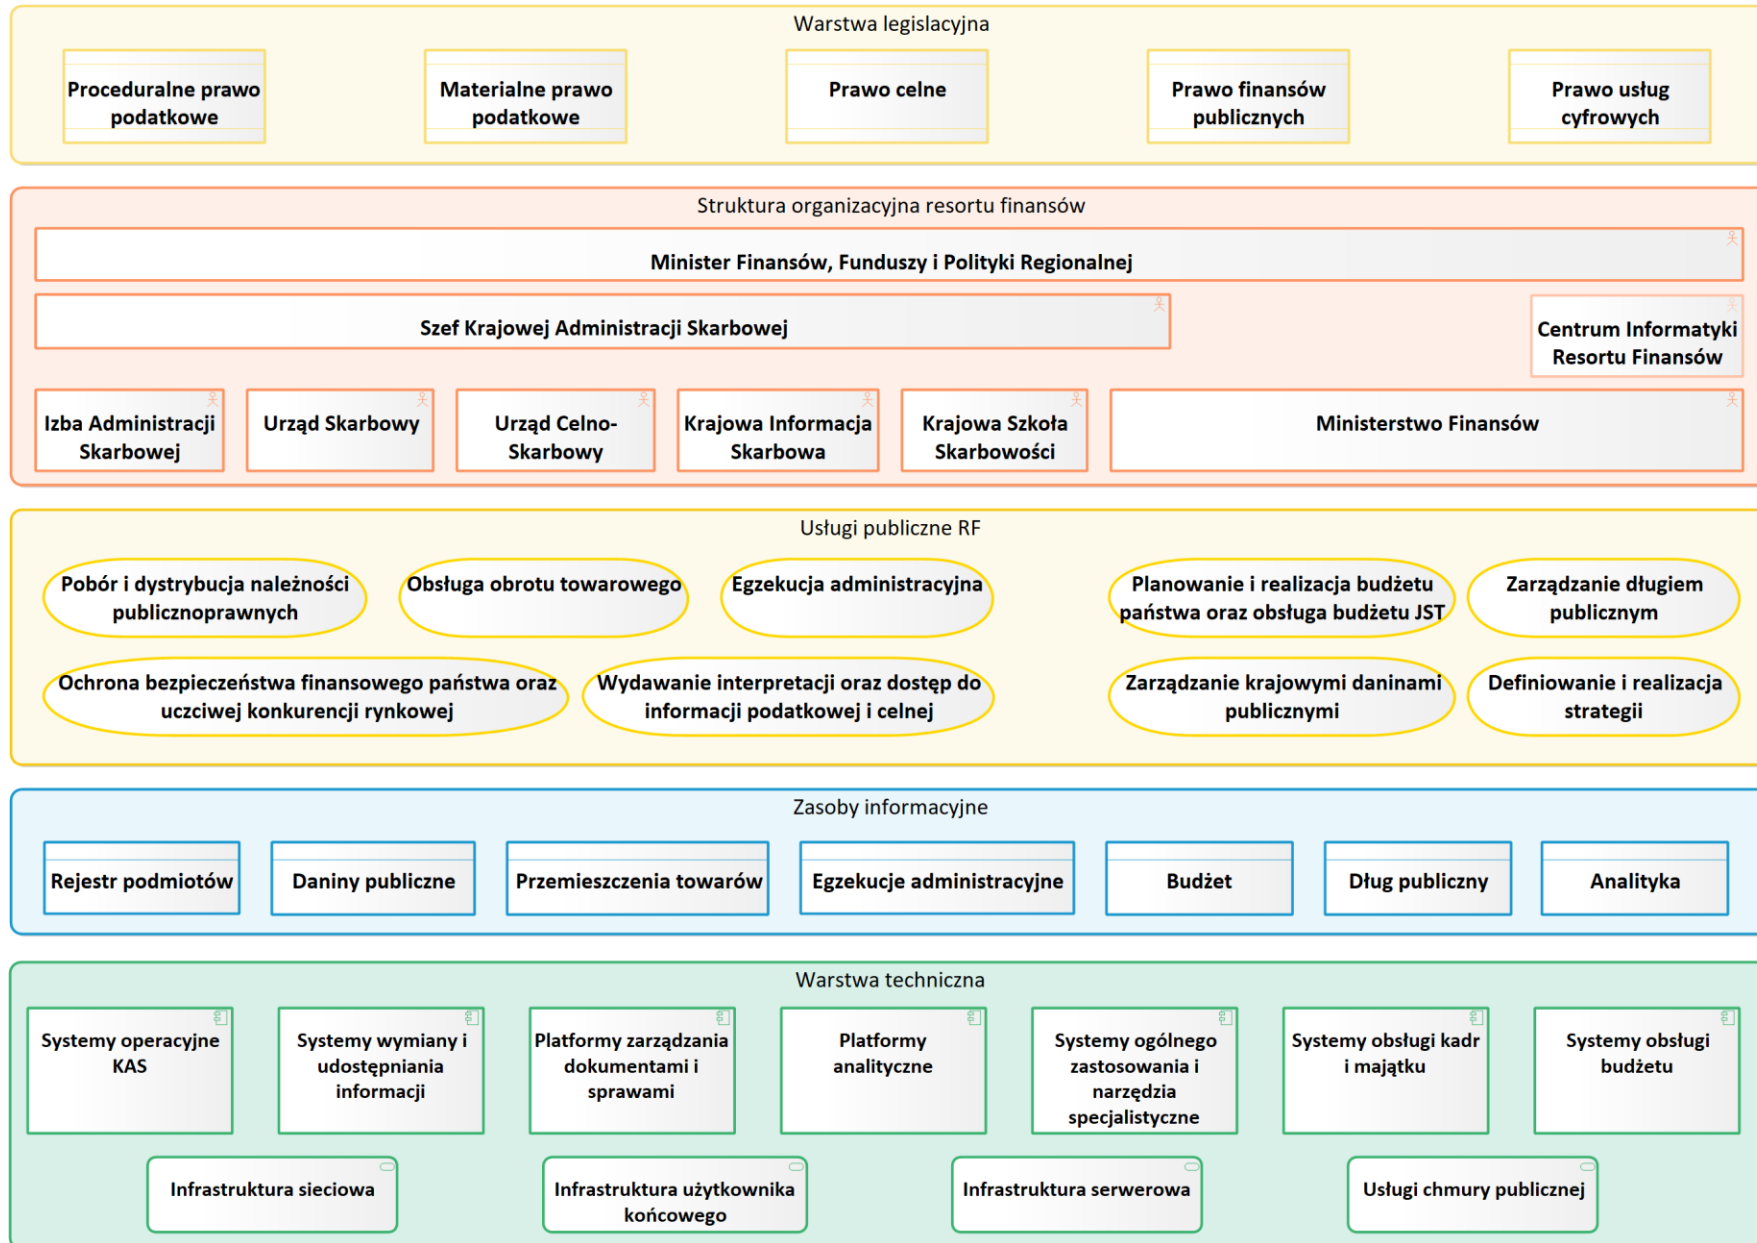 Warstwa legislacyjna
Proceduralne prawo
podatkowe
Materialne prawo
podatkowe
Prawo celne
Prawo finansów
publicznych
Prawo usług
cyfrowych
Struktura organizacyjna resortu finansów
Minister Finansów, Funduszy i Polityki Regionalnej
Szef Krajowej Administracji Skarbowej
Centrum Informatyki
Resortu Finansów
Izba Administracji
Skarbowej
Urząd Skarbowy
Urząd Celno-
Skarbowy
Krajowa Informacja
Skarbowa
Krajowa Szkoła
Skarbowości
Ministerstwo Finansów
Usługi publiczne RF
Pobór i dystrybucja należności
publicznoprawnych
Obsługa obrotu towarowego
Egzekucja administracyjna
Planowanie i realizacja budżetu
państwa oraz obsługa budżetu JST
Zarządzanie długiem
publicznym
Ochrona bezpieczeństwa finansowego państwa oraz
uczciwej konkurencji rynkowej
Wydawanie interpretacji oraz dostęp do
informacji podatkowej i celnej
Zarządzanie krajowymi daninami
publicznymi
Definiowanie i realizacja
strategii
Zasoby informacyjne
Rejestr podmiotów
Daniny publiczne
Przemieszczenia towarów
Egzekucje administracyjne
Budżet
Dług publiczny
Analityka
Warstwa techniczna
Systemy operacyjne
KAS
Systemy wymiany i
udostępniania
informacji
Platformy zarządzania
dokumentami i
sprawami
Platformy
analityczne
Systemy ogólnego
zastosowania i
narzędzia
specjalistyczne
Systemy obsługi kadr
i majątku
Systemy obsługi
budżetu
Infrastruktura sieciowa
Infrastruktura użytkownika
końcowego
Infrastruktura serwerowa
Usługi chmury publicznej